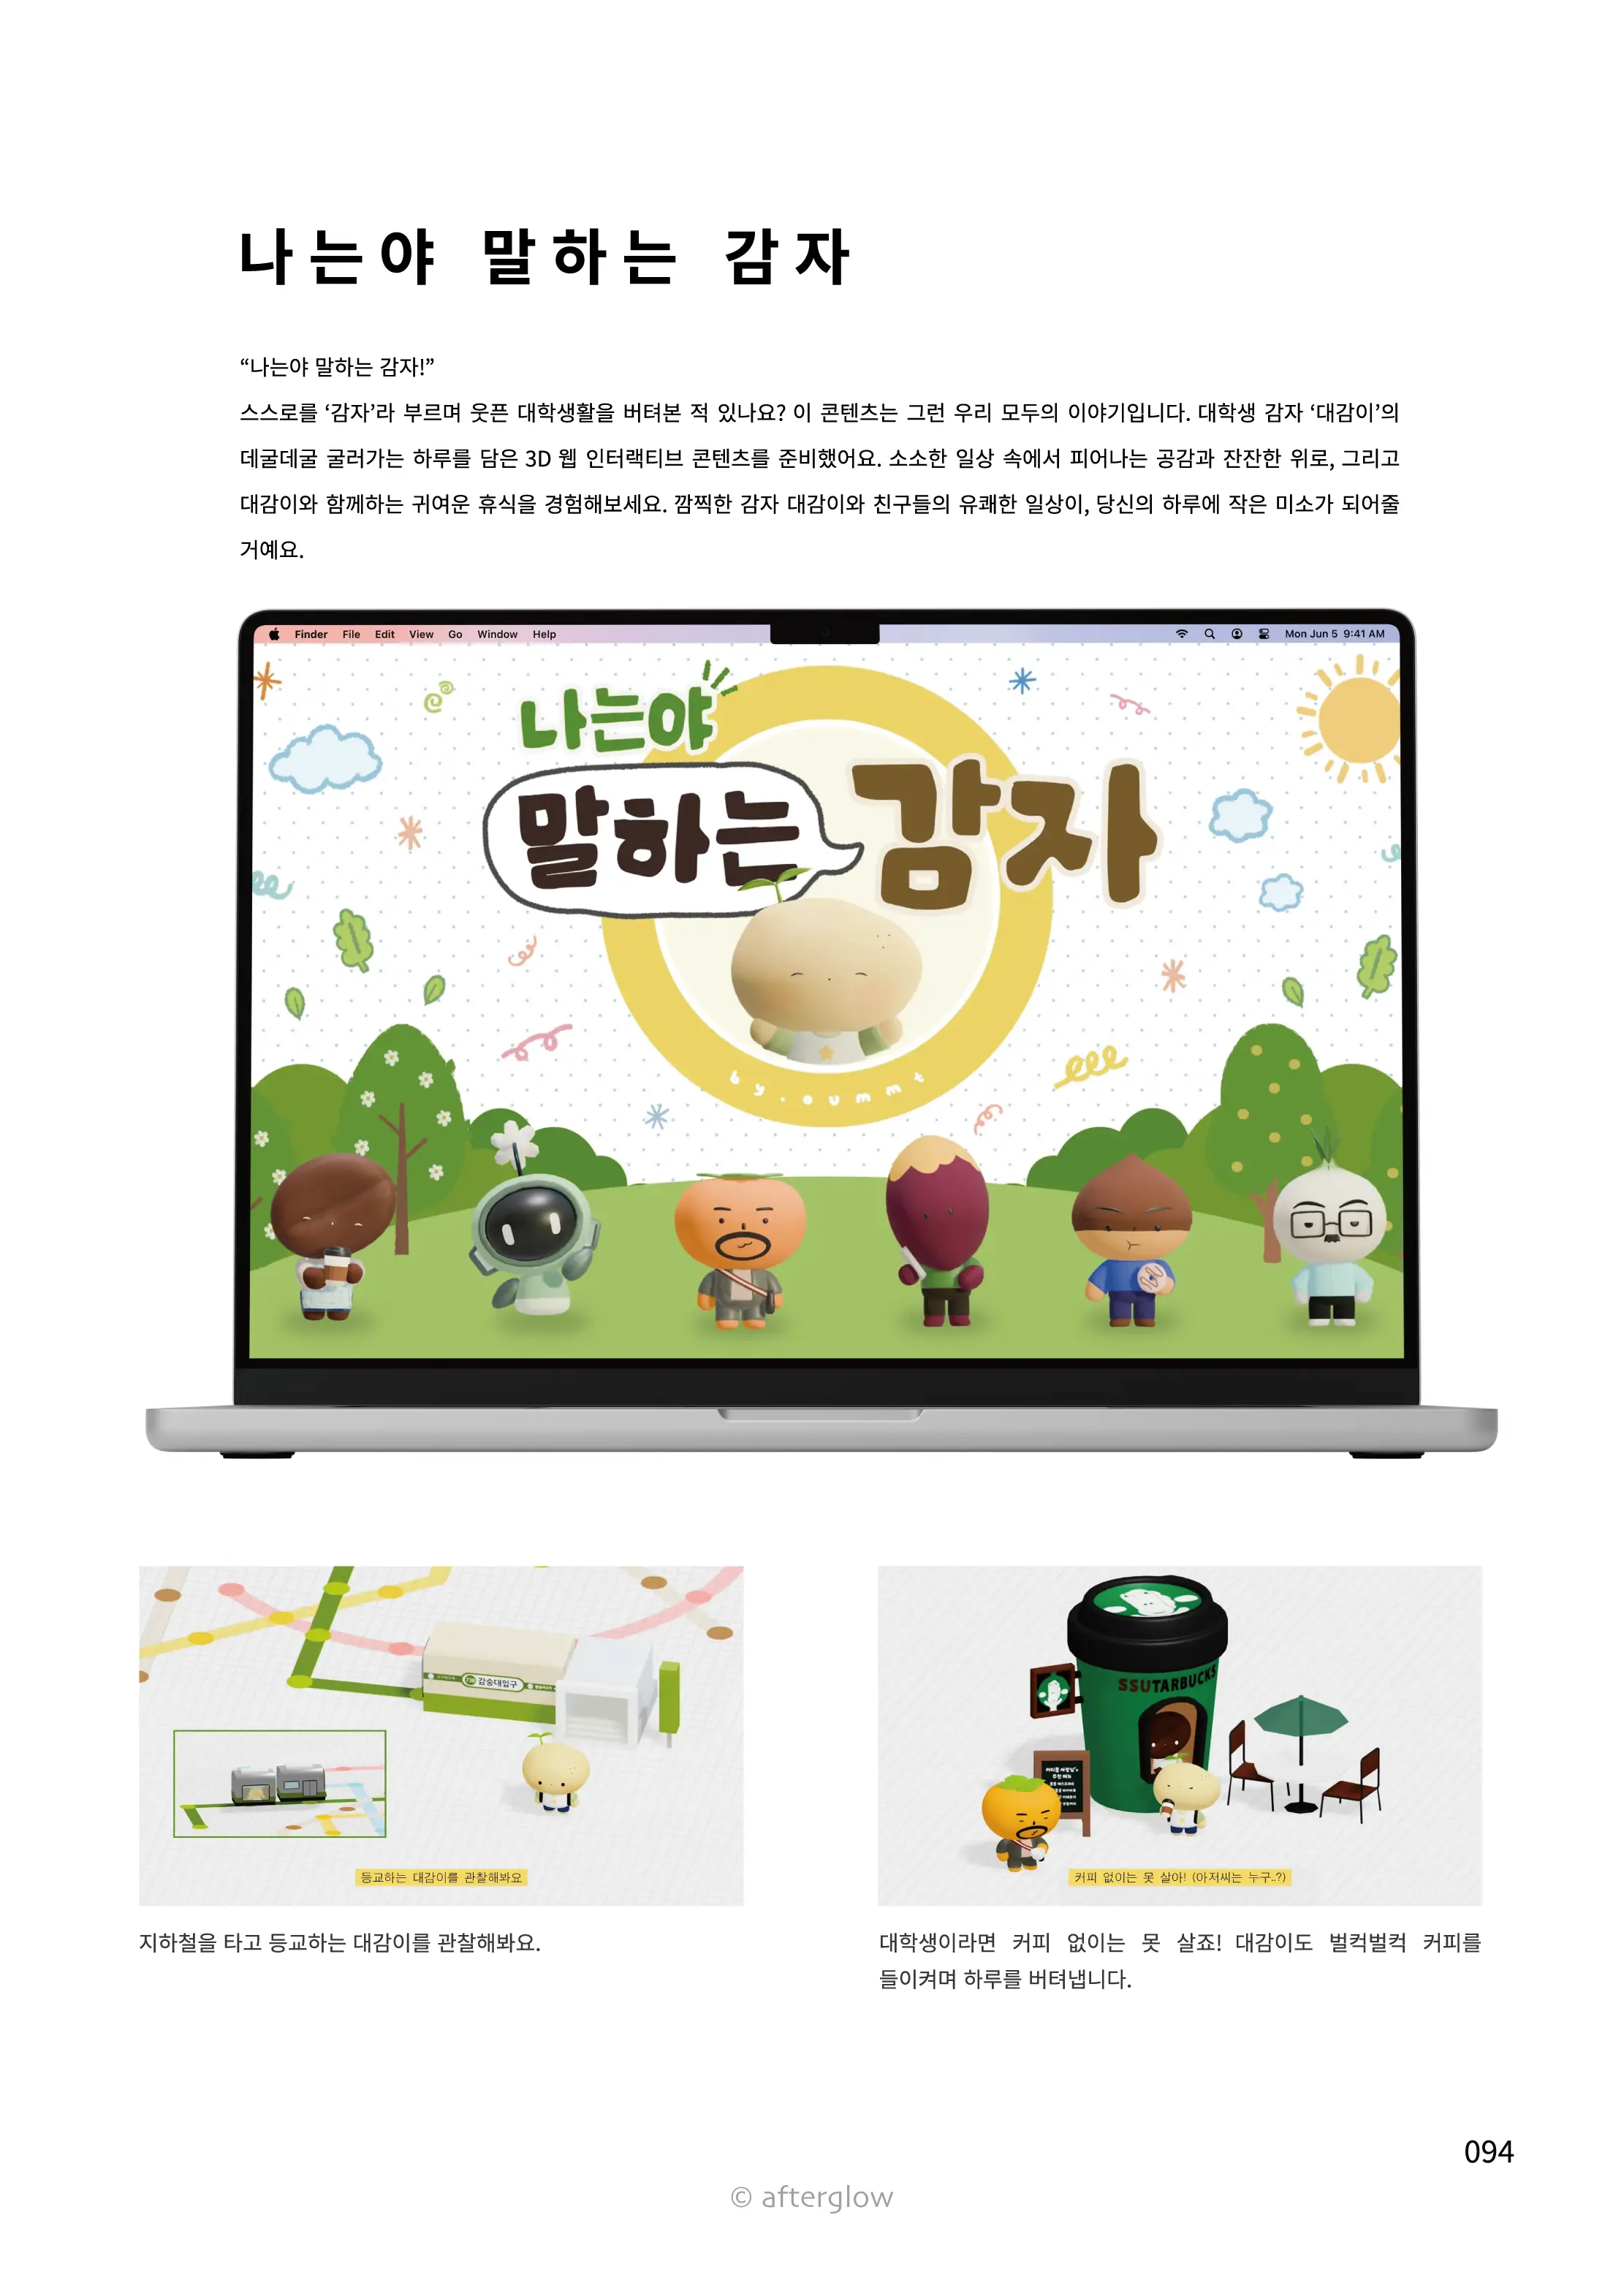 나는야 말하는 감자
“나는야 말하는 감자!”
스스로를 ‘감자’라 부르며 웃픈 대학생활을 버텨본 적 있나요? 이 콘텐츠는 그런 우리 모두의 이야기입니다. 대학생 감자 ‘대감이’의
데굴데굴 굴러가는 하루를 담은 3D 웹 인터랙티브 콘텐츠를 준비했어요. 소소한 일상 속에서 피어나는 공감과 잔잔한 위로, 그리고
대감이와 함께하는 귀여운 휴식을 경험해보세요. 깜찍한 감자 대감이와 친구들의 유쾌한 일상이, 당신의 하루에 작은 미소가 되어줄
거예요.
Finder File Edit View Go Window Help Mon Jun 5 9:41 AM
나는야
말하는 감자
by.oummt
감송대입구
등교하는 대감이를 관찰해봐요
SSUTARBUCKS
커피 없이는 못 살아! (아저씨는 누구..?)
지하철을 타고 등교하는 대감이를 관찰해봐요.
대학생이라면 커피 없이는 못 살죠! 대감이도 벌컥벌컥 커피를
들이켜며 하루를 버텨냅니다.
094
© afterglow